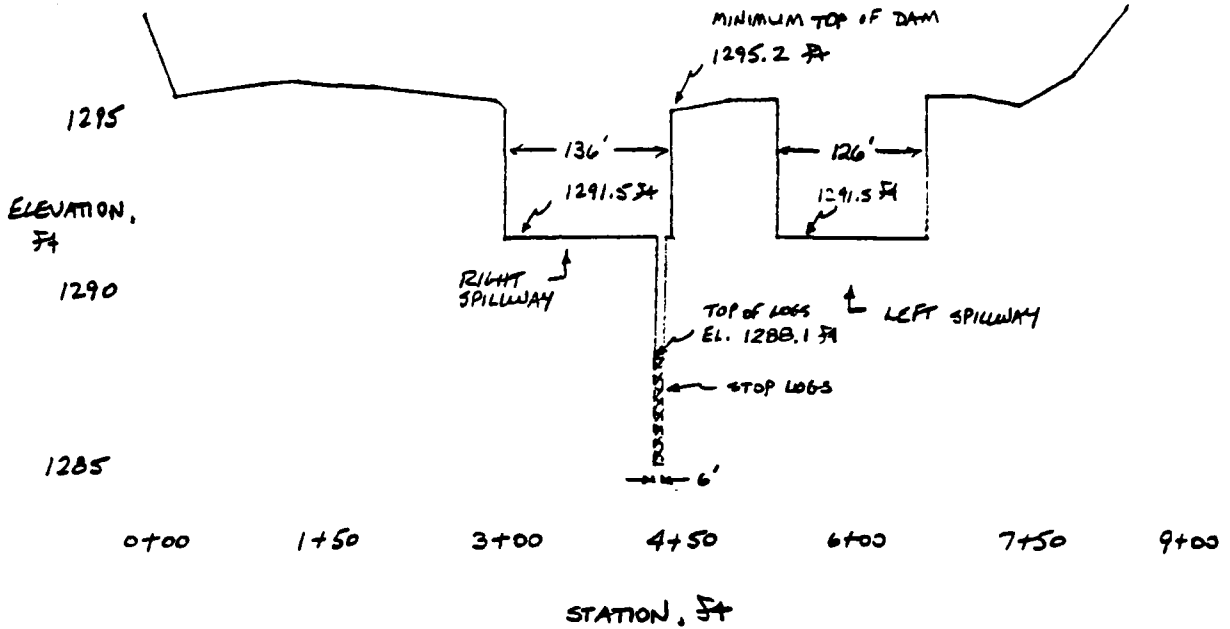 MINIMUM TOP OF DAM
1295.2 Ft
1295
136'
126'
1291.5 Ft
1291.5 Ft
ELEVATION,
Ft
1290
RIGHT
SPILLWAY
TOP OF LOGS
EL. 1288.1 Ft
LEFT SPILLWAY
STOP LOGS
1285
6'
0+00 1+50 3+00 4+50 6+00 7+50 9+00
STATION, Ft